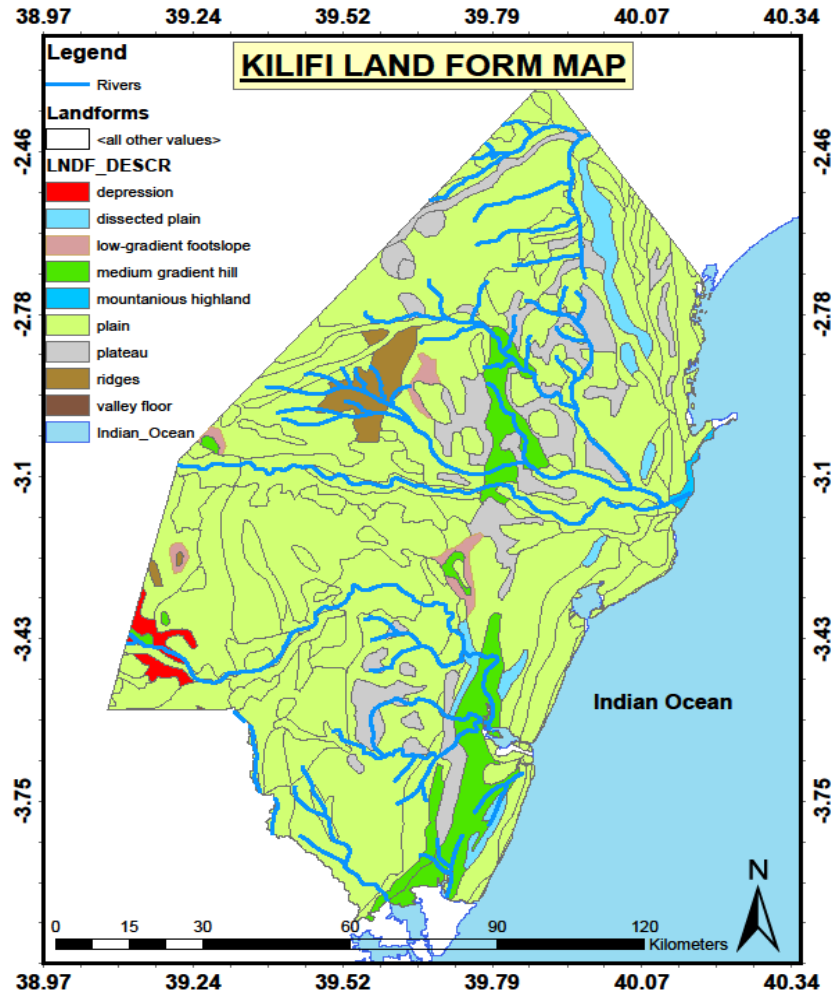 38.97 39.24 39.52 39.79 40.07 40.34
Legend
KILIFI LAND FORM MAP
Rivers
Landforms
<all other values>
LNDF_DESCR
depression
dissected plain
low-gradient footslope
medium gradient hill
mountanious highland
plain
plateau
ridges
valley floor
Indian_Ocean
-2.46 -2.46
-2.78 -2.78
-3.1 -3.1
-3.43 -3.43
Indian Ocean
-3.75 -3.75
N
0 15 30 60 90 120
Kilometers
38.97 39.24 39.52 39.79 40.07 40.34